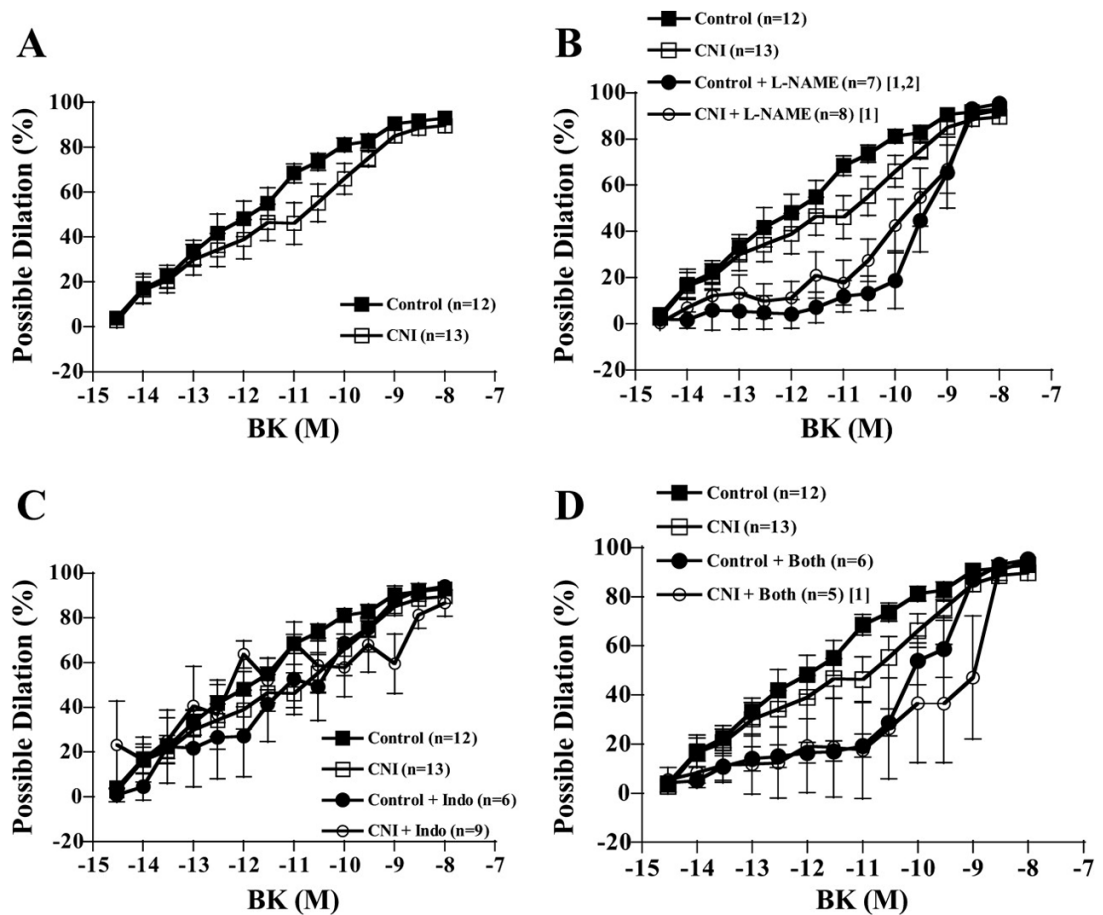 A
100
80
60
40
20
0
-20
Possible Dilation (%)
Control (n=12)
CNI (n=13)
-15 -14 -13 -12 -11 -10 -9 -8 -7
BK (M)
B
Control (n=12)
CNI (n=13)
Control + L-NAME (n=7) [1,2]
CNI + L-NAME (n=8) [1]
100
80
60
40
20
0
-20
Possible Dilation (%)
-15 -14 -13 -12 -11 -10 -9 -8 -7
BK (M)
C
100
80
60
40
20
0
-20
Possible Dilation (%)
Control (n=12)
CNI (n=13)
Control + Indo (n=6)
CNI + Indo (n=9)
-15 -14 -13 -12 -11 -10 -9 -8 -7
BK (M)
D
Control (n=12)
CNI (n=13)
Control + Both (n=6)
CNI + Both (n=5) [1]
100
80
60
40
20
0
-20
Possible Dilation (%)
-15 -14 -13 -12 -11 -10 -9 -8 -7
BK (M)